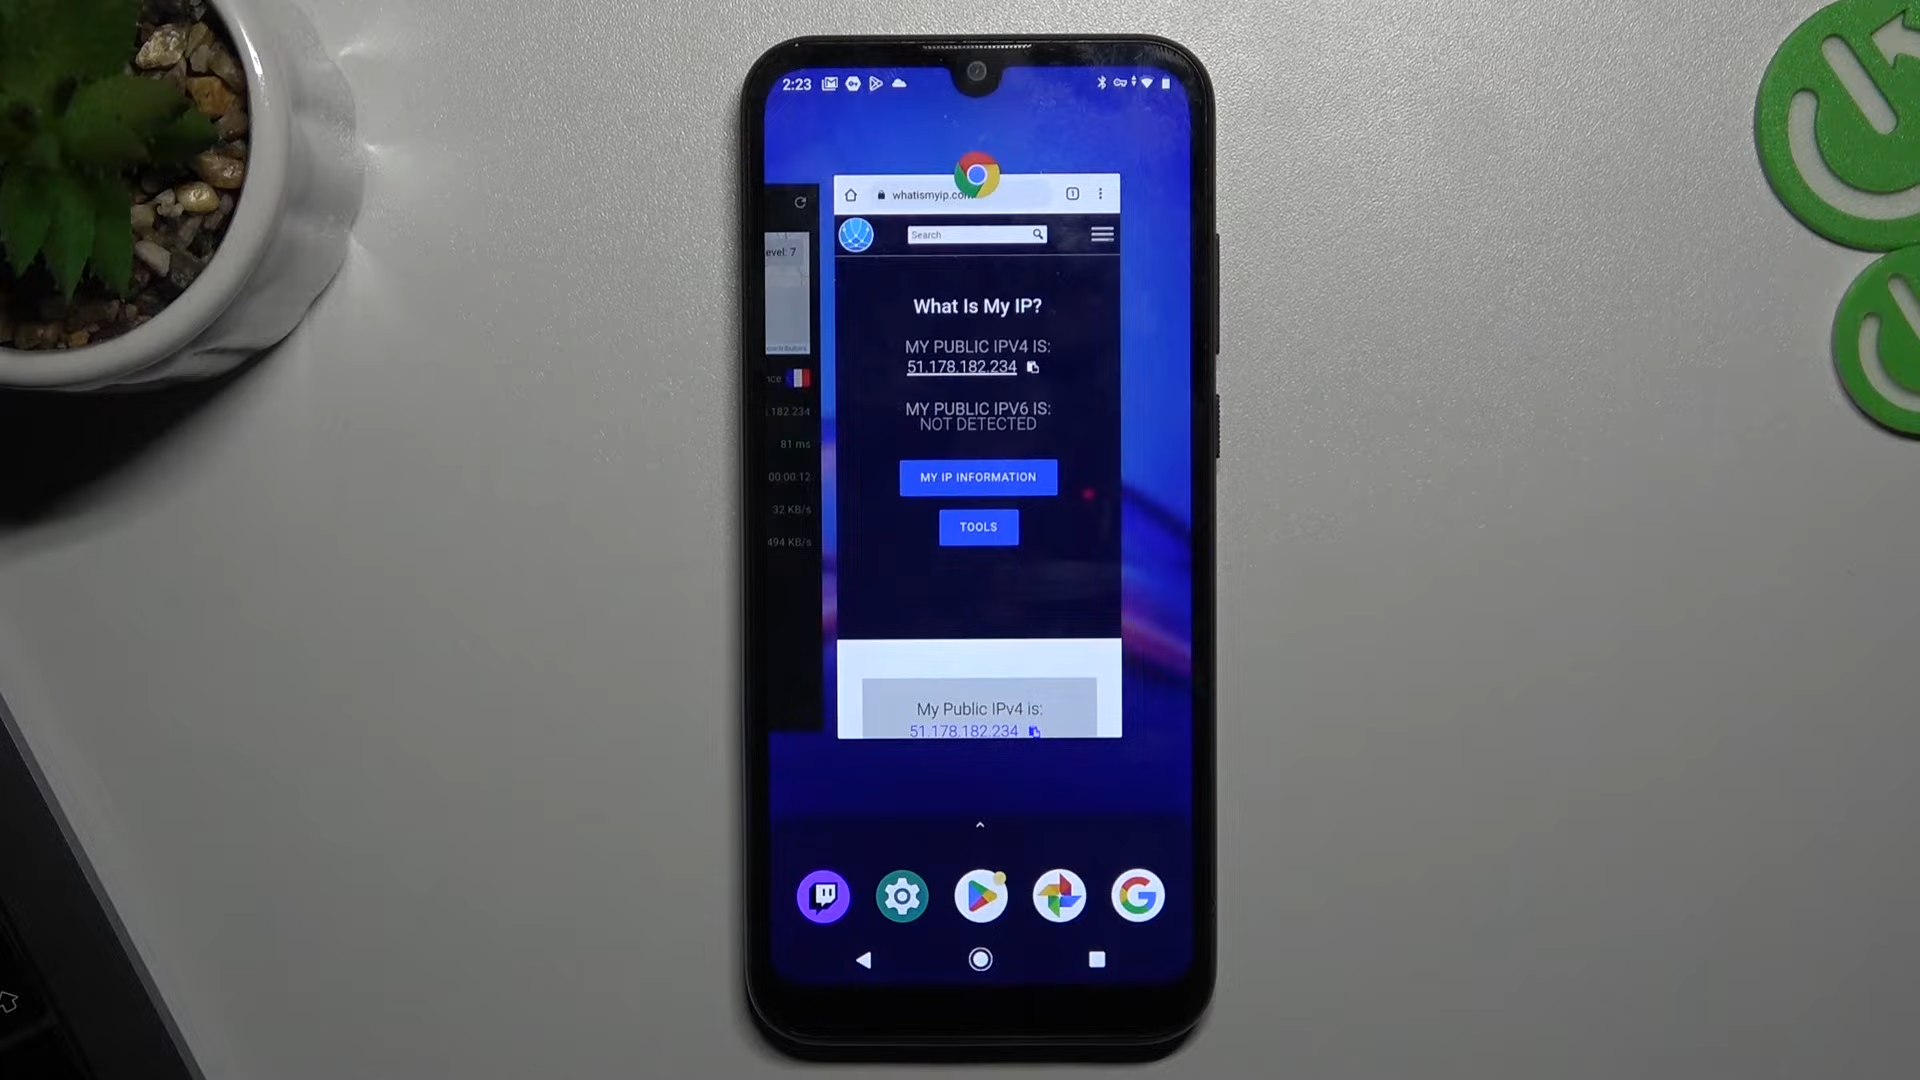 2:23
whatismyip.com
Search
evel: 7
What Is My IP?
MY PUBLIC IPV4 IS:
51.178.182.234
MY PUBLIC IPV6 IS:
NOT DETECTED
MY IP INFORMATION
TOOLS
My Public IPv4 is:
51.178.182.234
nce
.182.234
81 ms
00:00:12
32 KB/s
494 KB/s